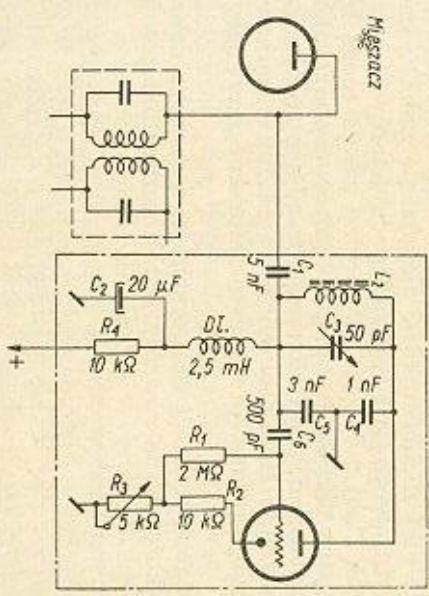 Mieszacz
C₁
5 nF
L₂
C₂ 20 μF
C₃
50 pF
R₄
10 kΩ
DŁ.
2,5 mH
3 nF
1 nF
C₅
C₄
500 pF
C₆
R₁
2 MΩ
R₂
10 kΩ
R₃
5 kΩ
+